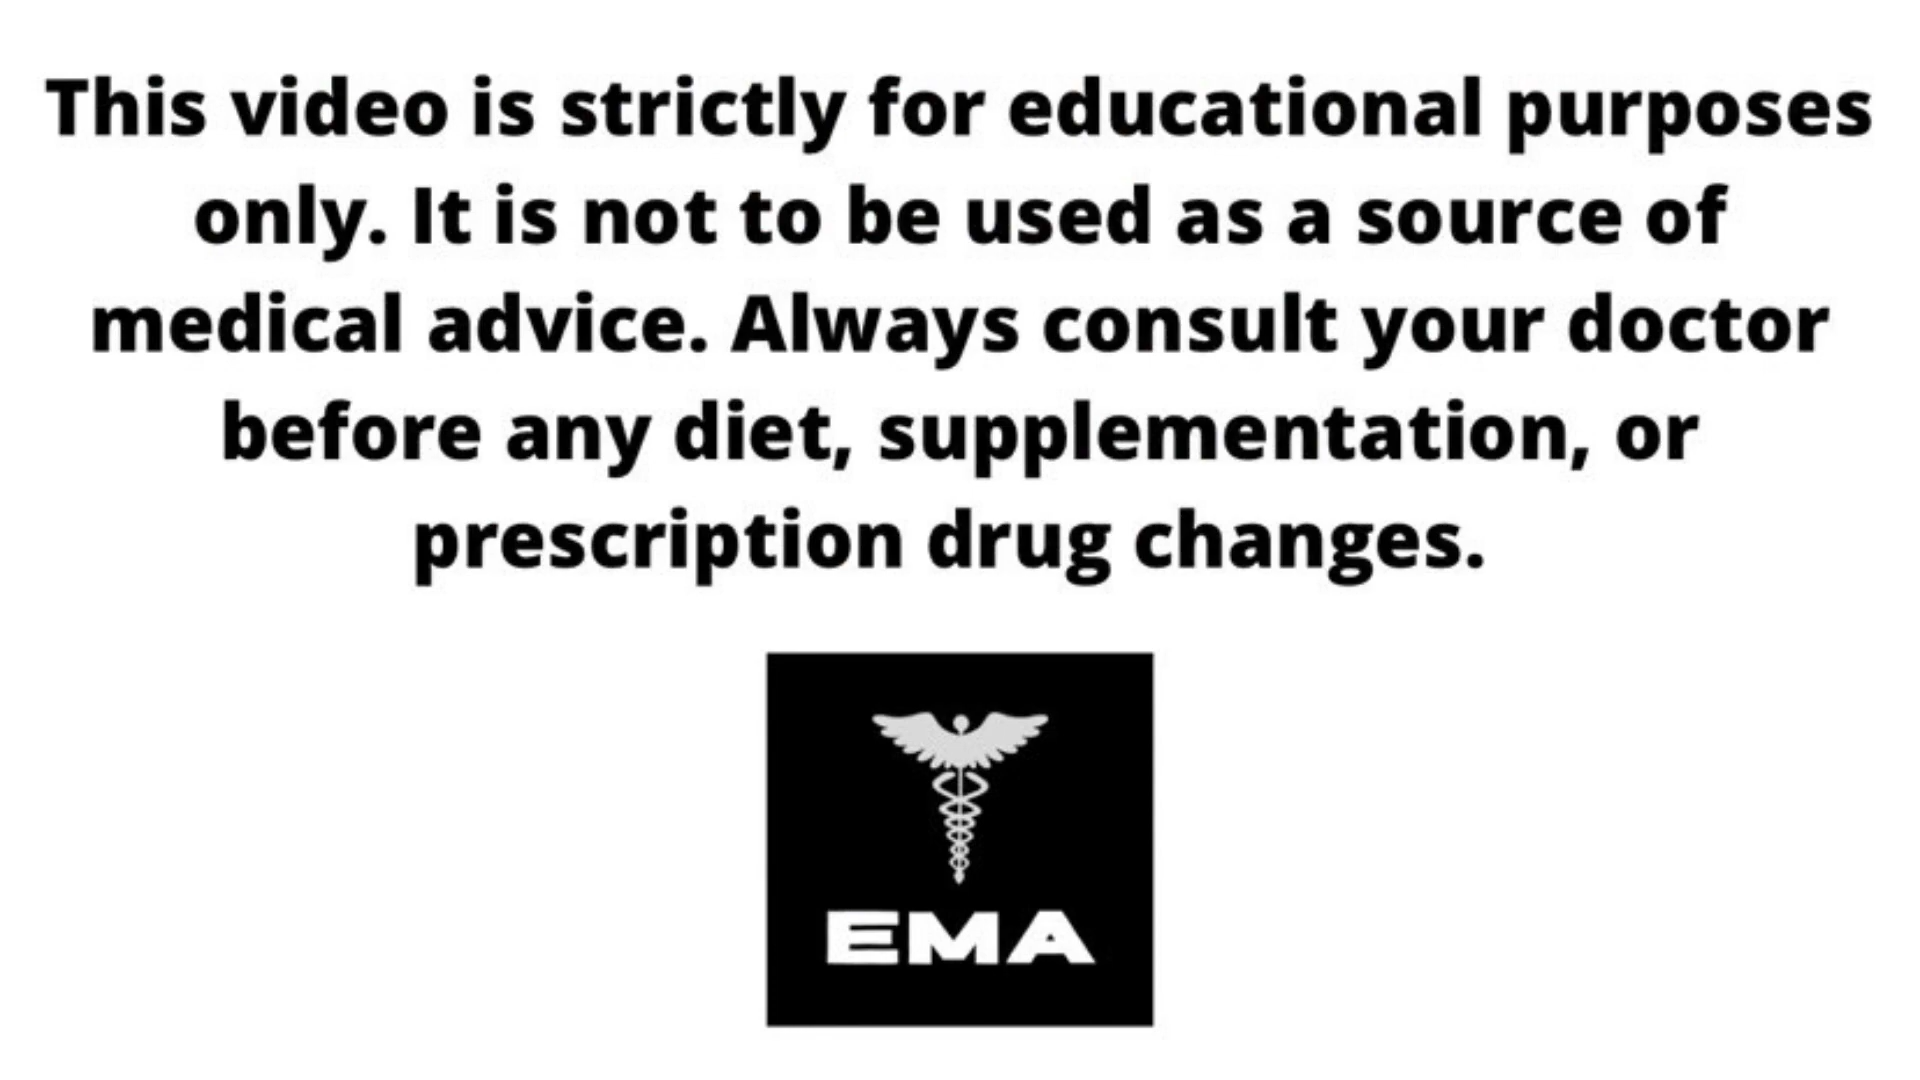 This video is strictly for educational purposes
only. It is not to be used as a source of
medical advice. Always consult your doctor
before any diet, supplementation, or
prescription drug changes.
EMA